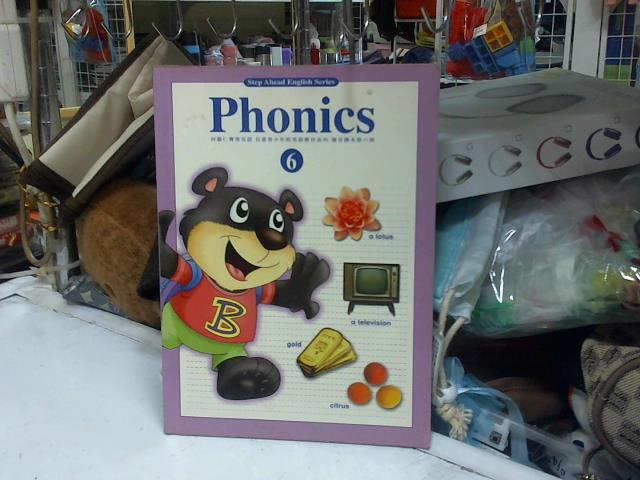 Step Ahead English Series
Phonics
6
a lotus
B
a television
gold
citrus